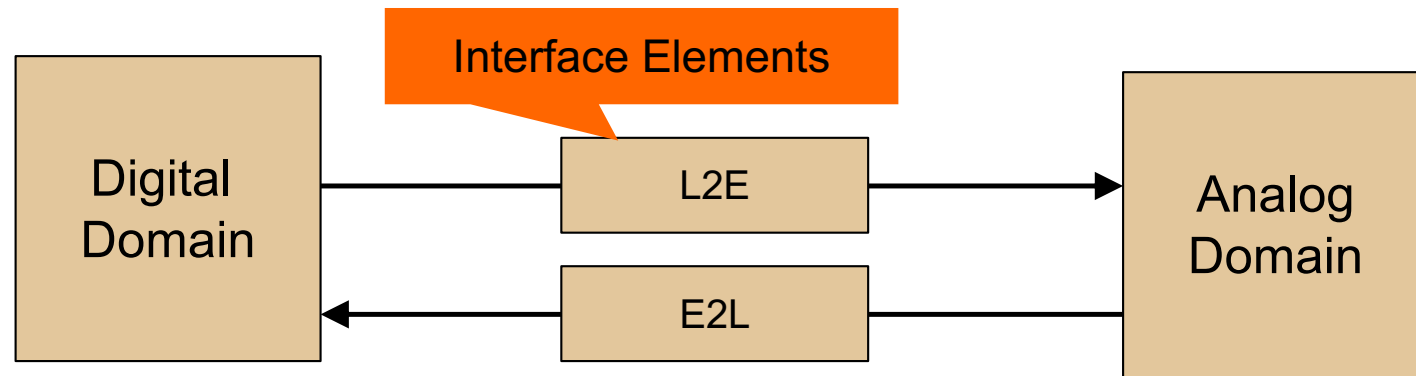 Interface Elements
Digital
Domain
L2E
Analog
Domain
E2L